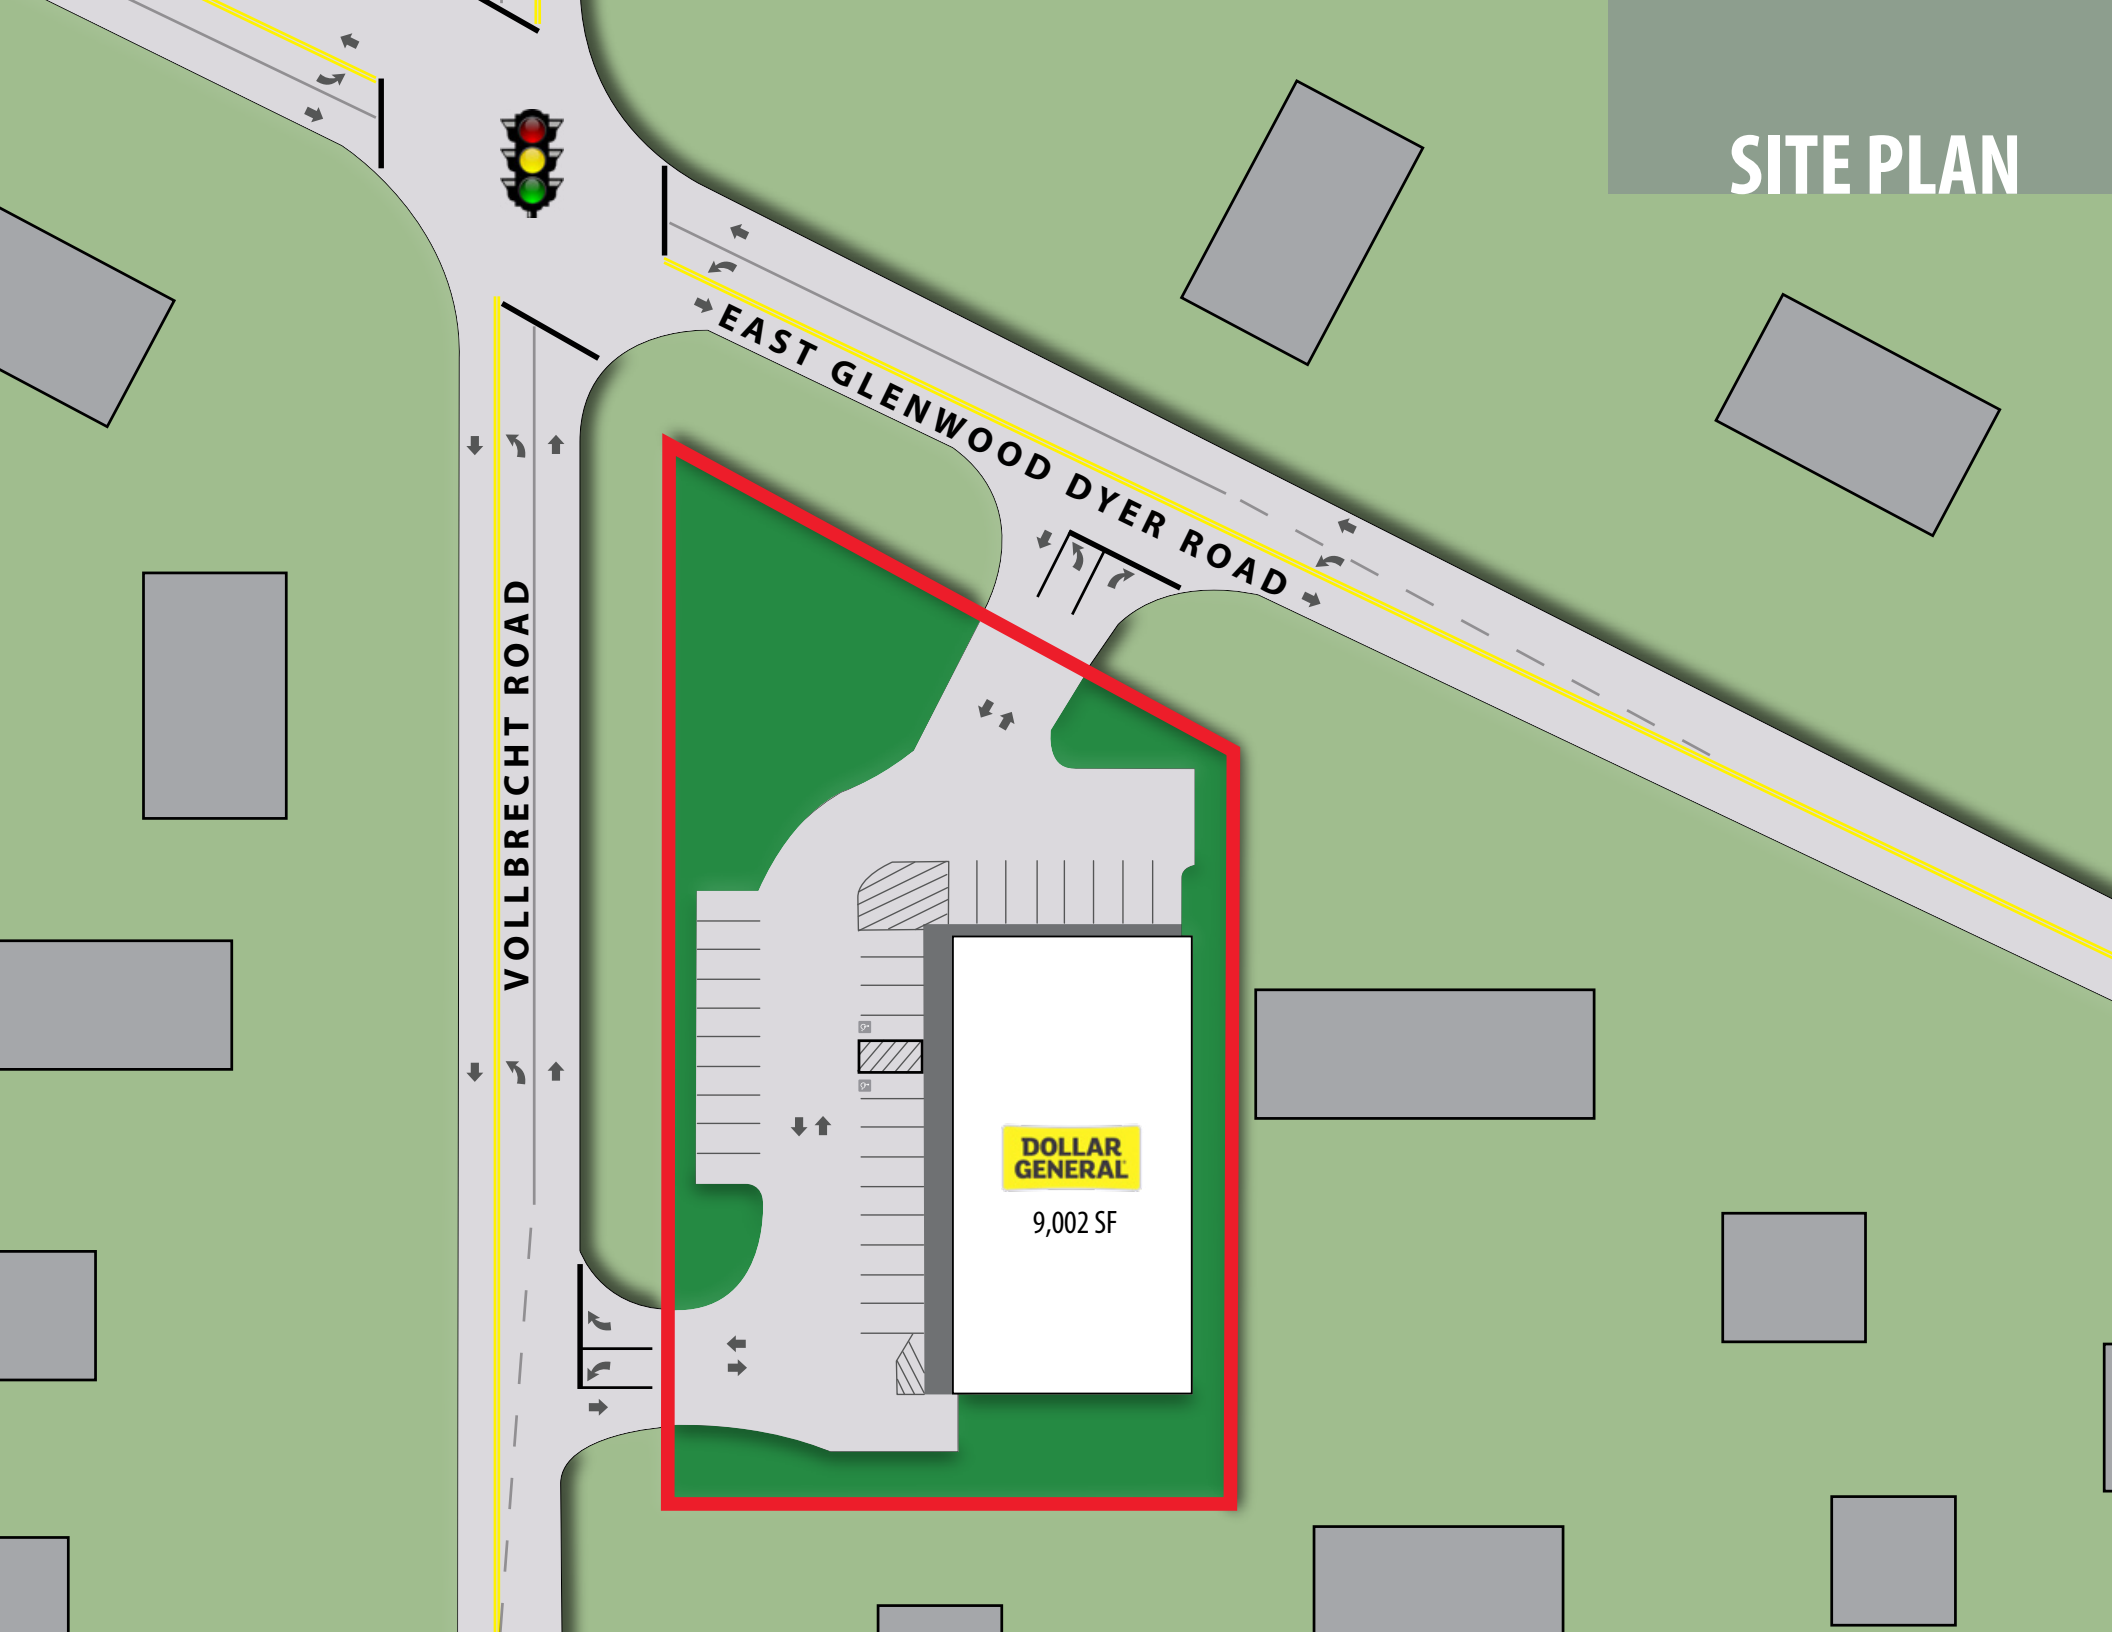 SITE PLAN
EAST GLENWOOD DYER ROAD
VOLLBRECHT ROAD
DOLLAR
GENERAL
9,002 SF